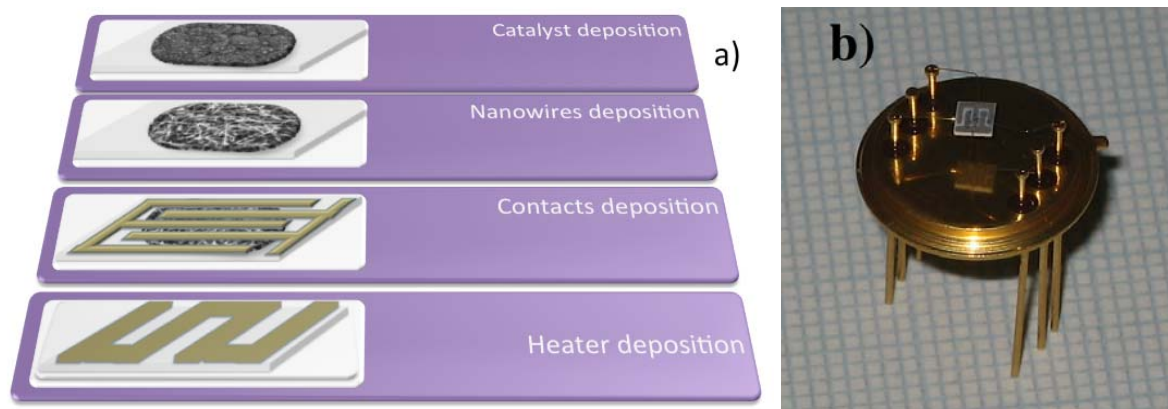 Catalyst deposition
a)
Nanowires deposition
Contacts deposition
Heater deposition
b)